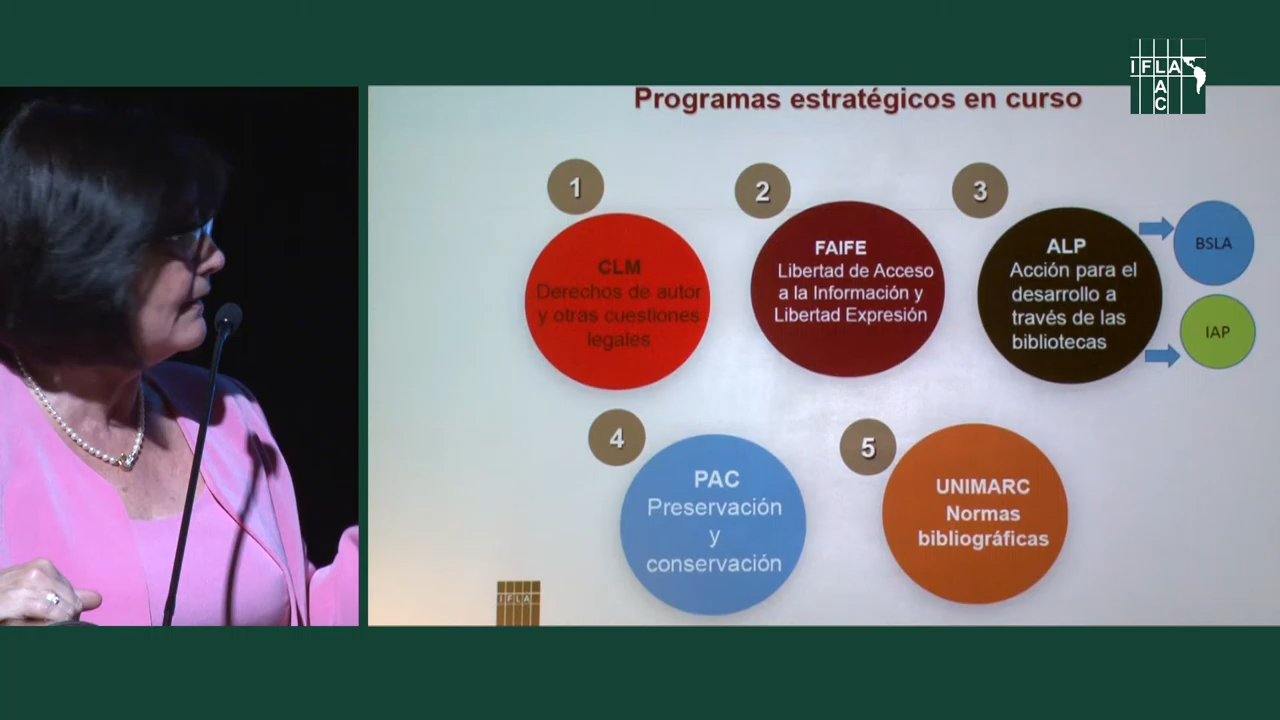 IFLA
LAC
Programas estratégicos en curso
1
CLM
Derechos de autor
y otras cuestiones
legales
2
FAIFE
Libertad de Acceso
a la Información y
Libertad Expresión
3
ALP
Acción para el
desarrollo a
través de las
bibliotecas
BSLA
IAP
4
PAC
Preservación
y
conservación
5
UNIMARC
Normas
bibliográficas
IFLA